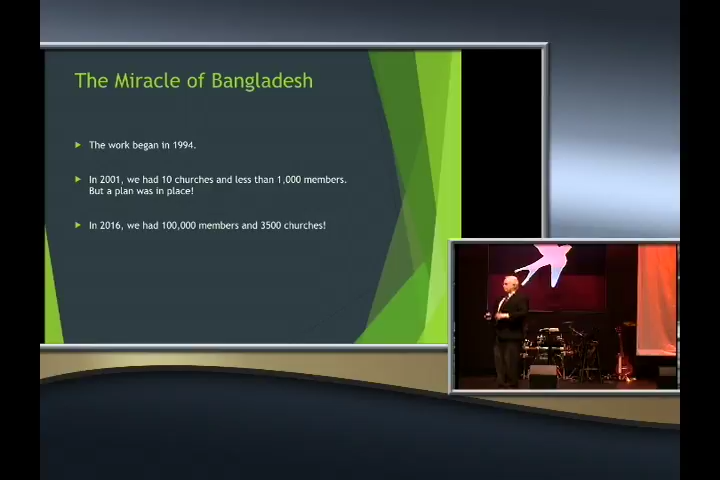 The Miracle of Bangladesh
The work began in 1994.
In 2001, we had 10 churches and less than 1,000 members.
But a plan was in place!
In 2016, we had 100,000 members and 3500 churches!